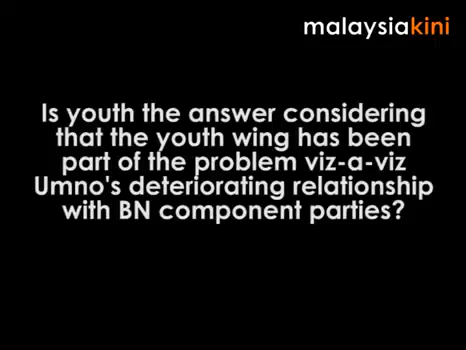 malaysiakini
Is youth the answer considering
that the youth wing has been
part of the problem viz-a-viz
Umno's deteriorating relationship
with BN component parties?